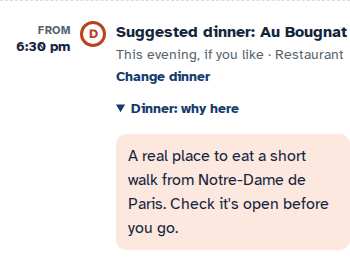 FROM
6:30 pm
D
Suggested dinner: Au Bougnat
This evening, if you like · Restaurant
Change dinner
▼ Dinner: why here
A real place to eat a short
walk from Notre-Dame de
Paris. Check it's open before
you go.